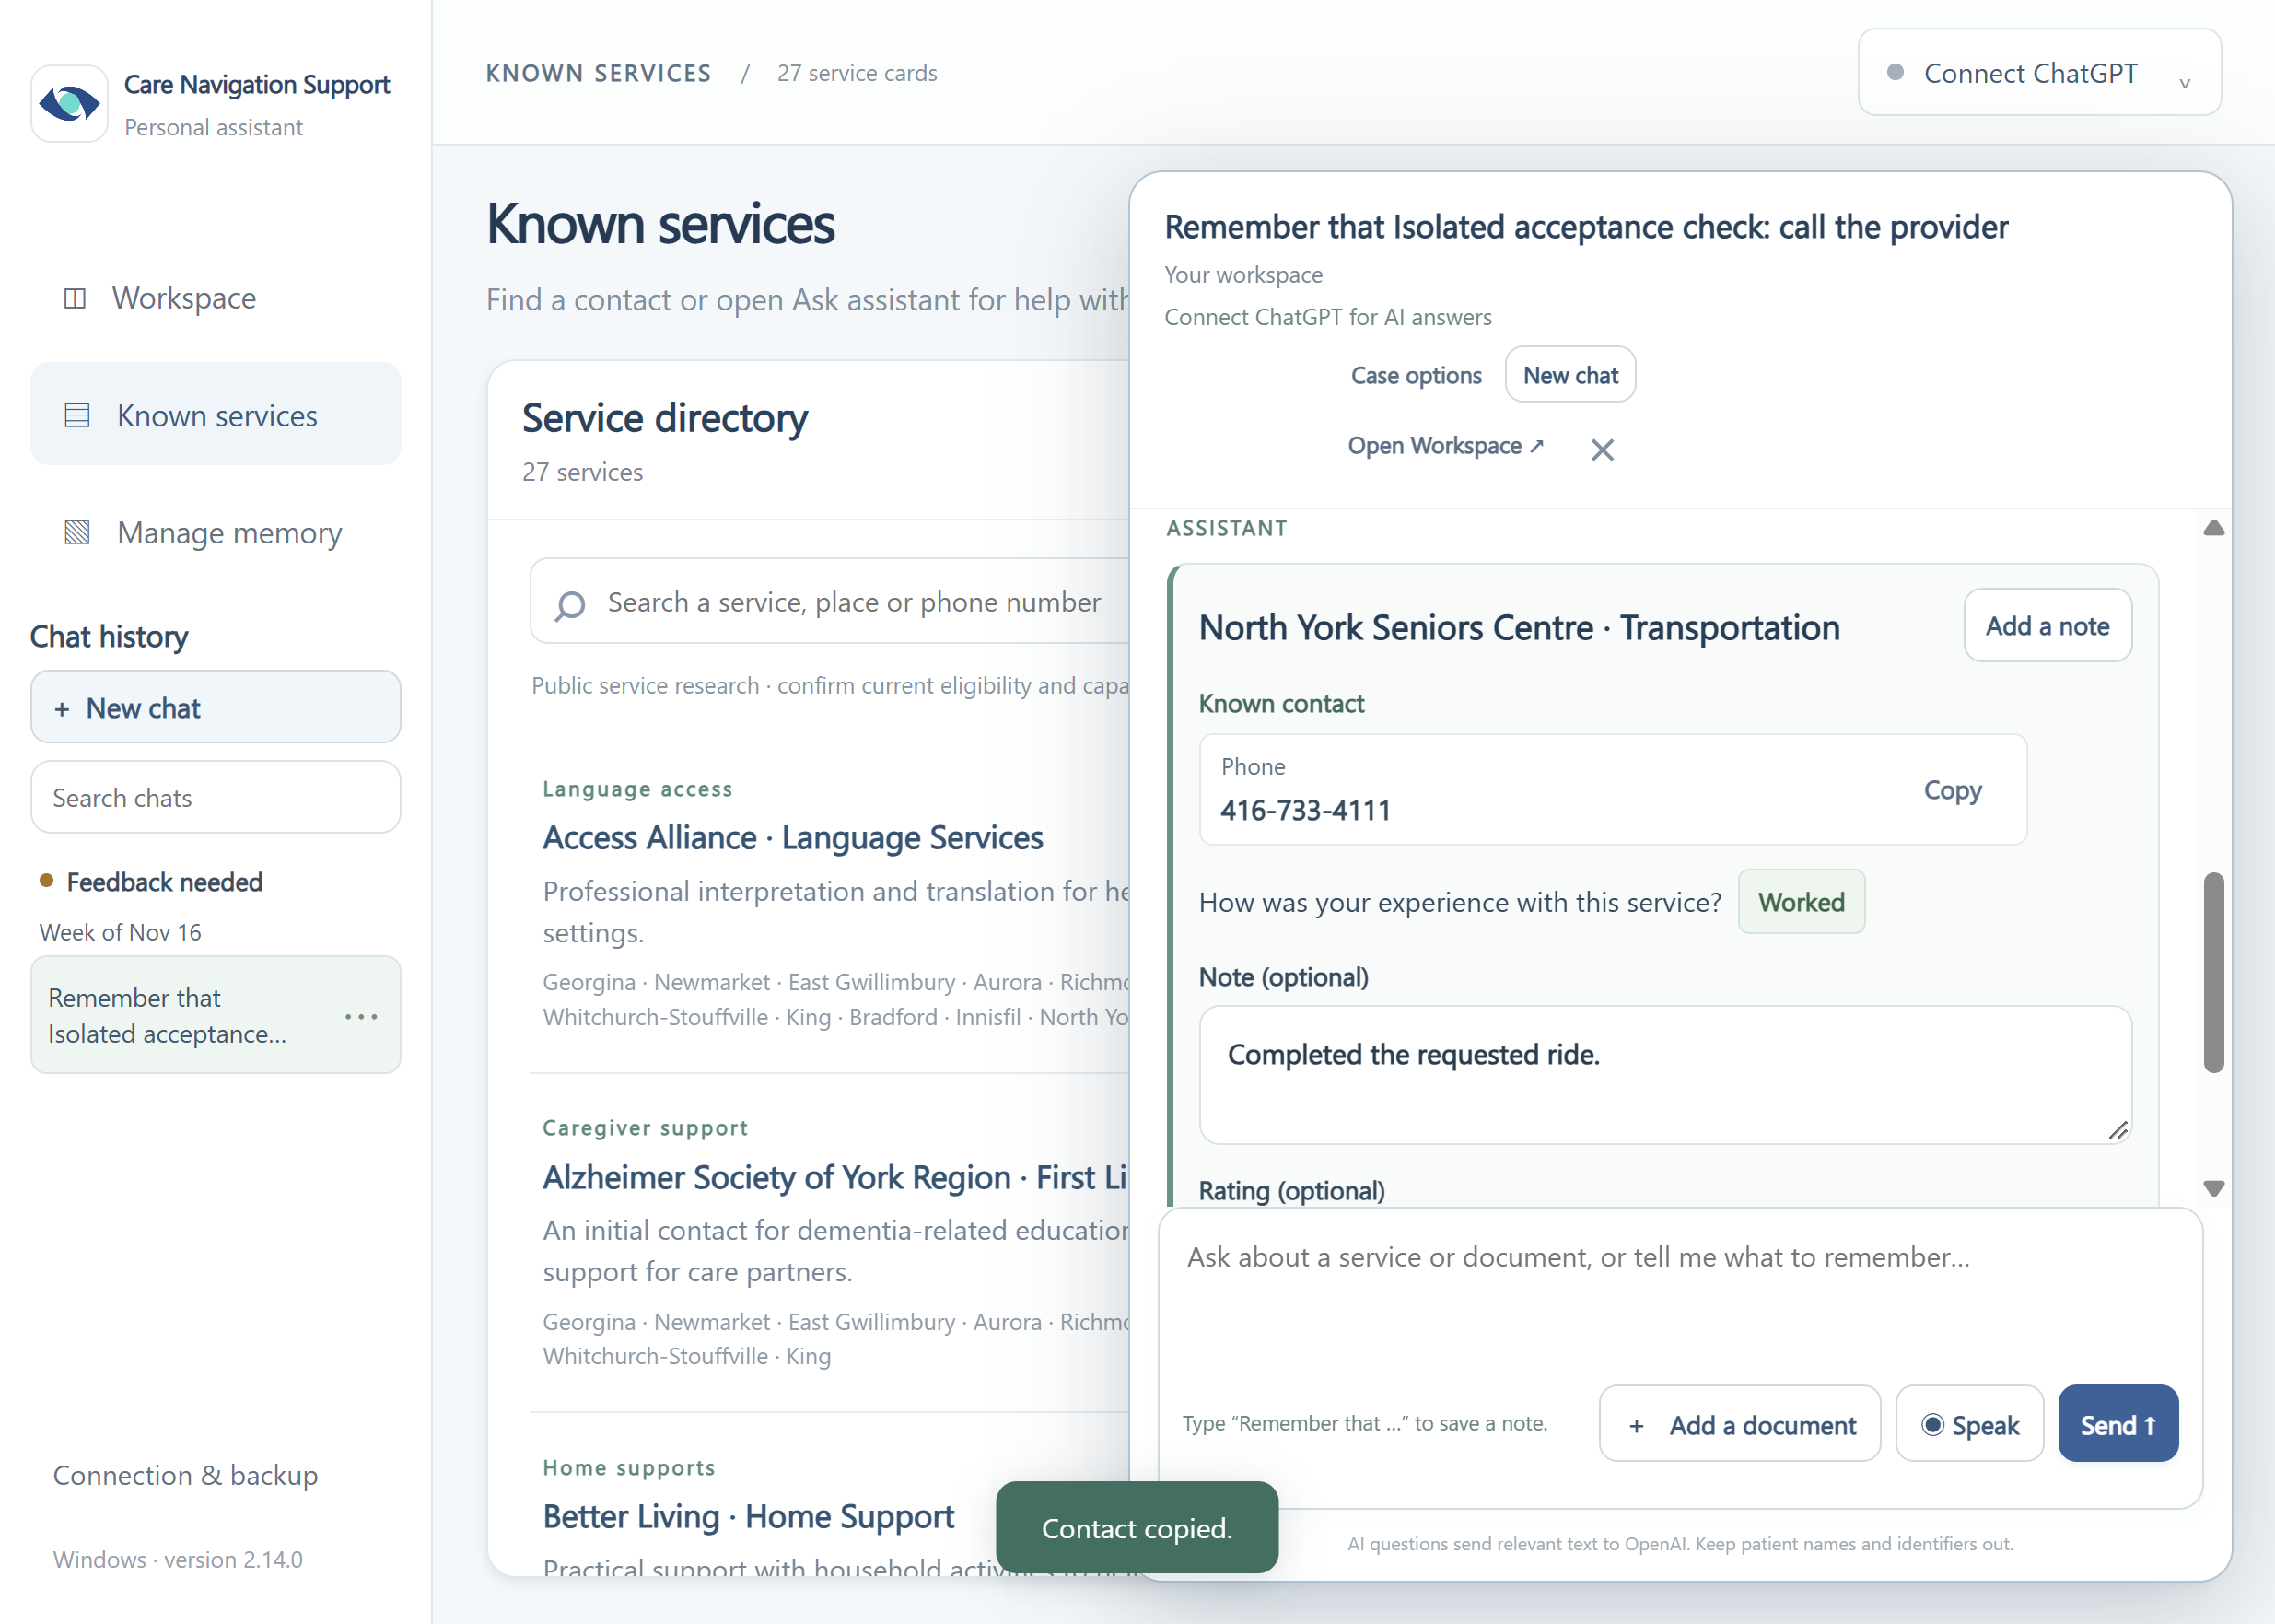 Care Navigation Support
Personal assistant
Workspace
Known services
Manage memory
Chat history
+ New chat
Search chats
Feedback needed
Week of Nov 16
Remember that
Isolated acceptance...
Connection & backup
Windows · version 2.14.0
KNOWN SERVICES / 27 service cards
Connect ChatGPT
Known services
Find a contact or open Ask assistant for help with
Service directory
27 services
Search a service, place or phone number
Public service research · confirm current eligibility and capa
Language access
Access Alliance · Language Services
Professional interpretation and translation for he
settings.
Georgina · Newmarket · East Gwillimbury · Aurora · Richmo
Whitchurch-Stouffville · King · Bradford · Innisfil · North Yo
Caregiver support
Alzheimer Society of York Region · First Li
An initial contact for dementia-related education
support for care partners.
Georgina · Newmarket · East Gwillimbury · Aurora · Richmo
Whitchurch-Stouffville · King
Home supports
Better Living · Home Support
Practical support with household
Remember that Isolated acceptance check: call the provider
Your workspace
Connect ChatGPT for AI answers
Case options
New chat
Open Workspace ↗
ASSISTANT
North York Seniors Centre · Transportation
Add a note
Known contact
Phone
416-733-4111
Copy
How was your experience with this service?
Worked
Note (optional)
Completed the requested ride.
Rating (optional)
Ask about a service or document, or tell me what to remember...
Type “Remember that ...” to save a note.
+ Add a document
Speak
Send ↑
Contact copied.
AI questions send relevant text to OpenAI. Keep patient names and identifiers out.